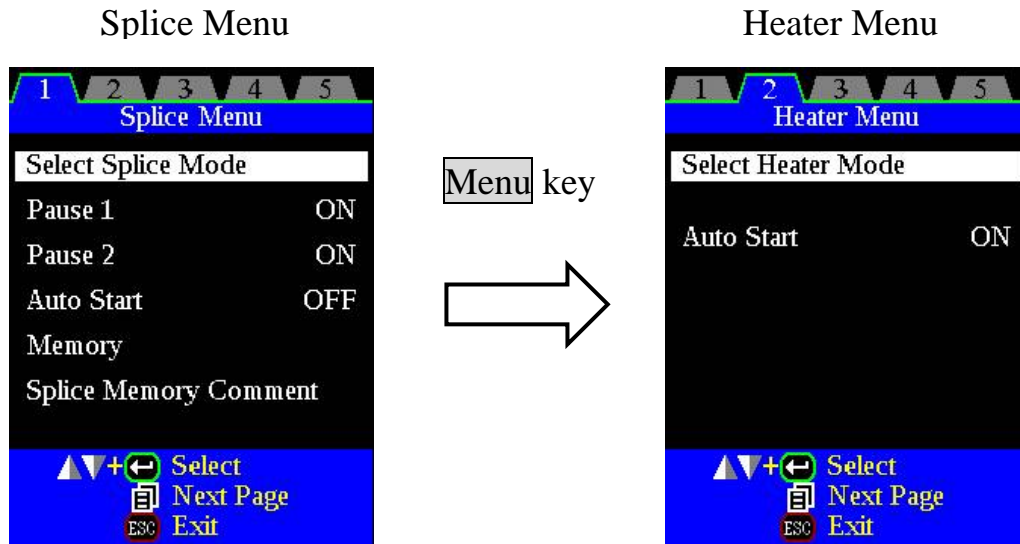 Splice Menu
1 2 3 4 5
Splice Menu
Select Splice Mode
Pause 1 ON
Pause 2 ON
Auto Start OFF
Memory
Splice Memory Comment
+ Select
Next Page
ESC Exit
Menu key
Heater Menu
1 2 3 4 5
Heater Menu
Select Heater Mode
Auto Start ON
+ Select
Next Page
ESC Exit